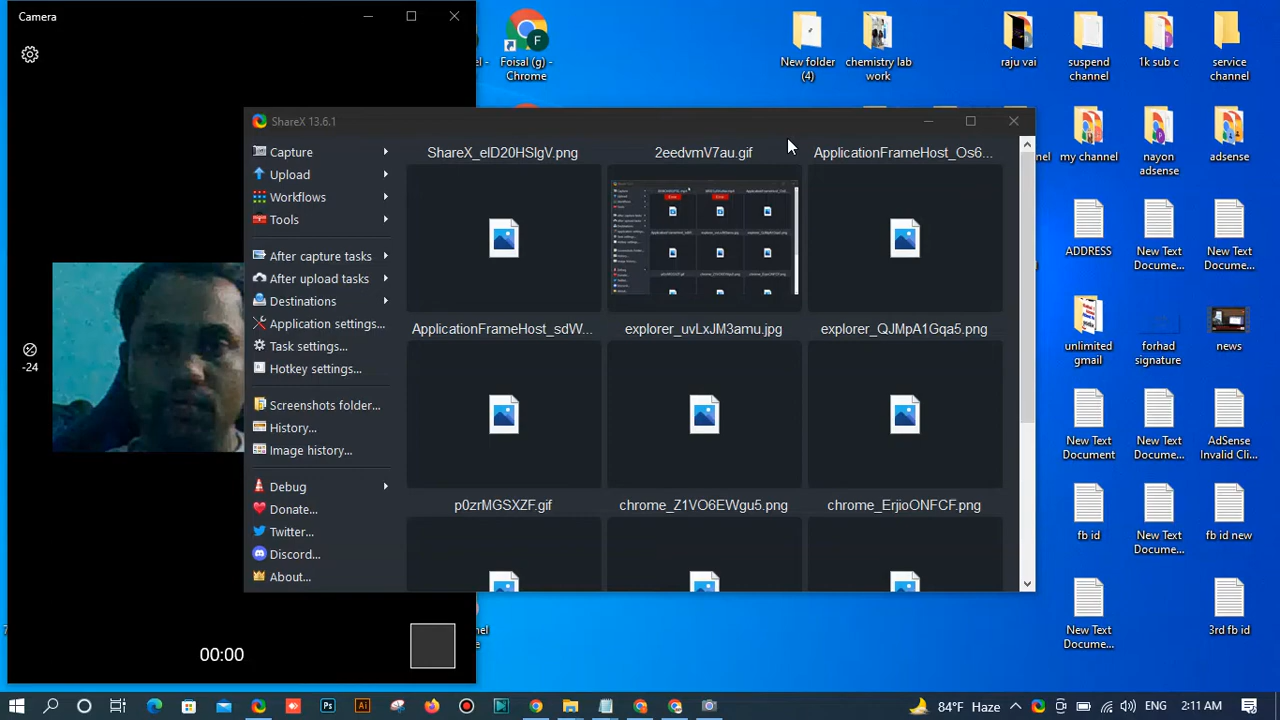 Camera
-24
00:00
ShareX 13.6.1
Capture
Upload
Workflows
Tools
After capture tasks
After upload tasks
Destinations
Application settings...
Task settings...
Hotkey settings...
Screenshots folder...
History...
Image history...
Debug
Donate...
Twitter...
Discord...
About...
2eedvmV7au.gif
ApplicationFrameHost_Os6...
ApplicationFrameHost_sdW...
explorer_uvLxJM3amu.jpg
explorer_QJMpA1Gqa5.png
p0zrMGSXZF.gif
chrome_Z1VO6EWgu5.png
chrome_ErjioONFCF.png
Foisal (g) -
Chrome
New folder
(4)
chemistry lab
work
raju vai
suspend
channel
1k sub c
service
channel
my channel
nayon
adsense
adsense
ADDRESS
New Text
Docume...
New Text
Docume...
unlimited
gmail
forhad
signature
news
New Text
Document
New Text
Docume...
AdSense
Invalid Cli...
fb id
New Text
Docume...
fb id new
New Text
Docume...
3rd fb id
84°F Haze
ENG
2:11 AM